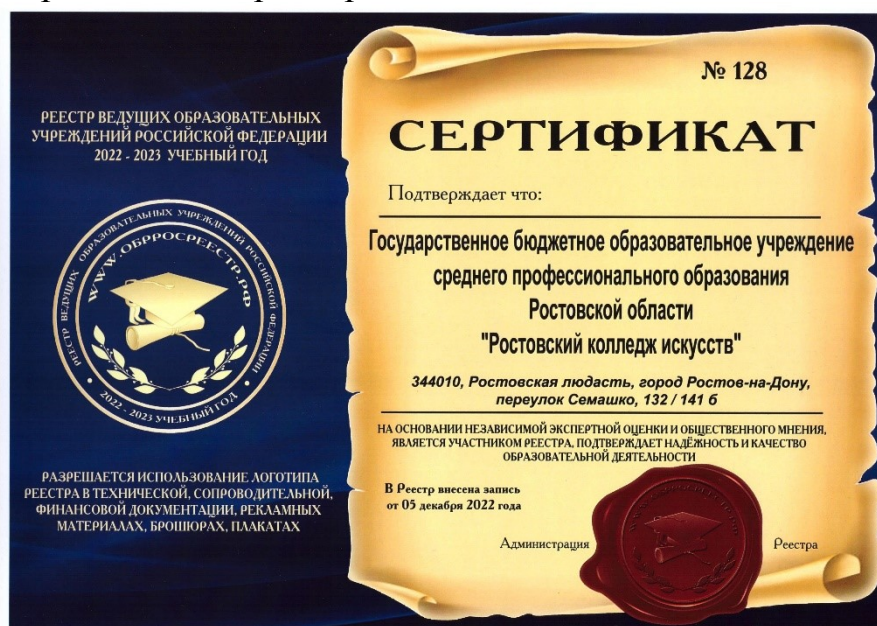 РЕЕСТР ВЕДУЩИХ ОБРАЗОВАТЕЛЬНЫХ
УЧРЕЖДЕНИЙ РОССИЙСКОЙ ФЕДЕРАЦИИ
2022 - 2023 УЧЕБНЫЙ ГОД
РЕЕСТР ВЕДУЩИХ ОБРАЗОВАТЕЛЬНЫХ УЧРЕЖДЕНИЙ РОССИЙСКОЙ ФЕДЕРАЦИИ
WWW.ОБРРОСРЕЕСТР.РФ
2022 - 2023 УЧЕБНЫЙ ГОД
РАЗРЕШАЕТСЯ ИСПОЛЬЗОВАНИЕ ЛОГОТИПА
РЕЕСТРА В ТЕХНИЧЕСКОЙ, СОПРОВОДИТЕЛЬНОЙ,
ФИНАНСОВОЙ ДОКУМЕНТАЦИИ, РЕКЛАМНЫХ
МАТЕРИАЛАХ, БРОШЮРАХ, ПЛАКАТАХ
№ 128
СЕРТИФИКАТ
Подтверждает что:
Государственное бюджетное образовательное учреждение
среднего профессионального образования
Ростовской области
"Ростовский колледж искусств"
344010, Ростовская людасть, город Ростов-на-Дону,
переулок Семашко, 132 / 141 б
НА ОСНОВАНИИ НЕЗАВИСИМОЙ ЭКСПЕРТНОЙ ОЦЕНКИ И ОБЩЕСТВЕННОГО МНЕНИЯ,
ЯВЛЯЕТСЯ УЧАСТНИКОМ РЕЕСТРА, ПОДТВЕРЖДАЕТ НАДЁЖНОСТЬ И КАЧЕСТВО
ОБРАЗОВАТЕЛЬНОЙ ДЕЯТЕЛЬНОСТИ
В Реестр внесена запись
от 05 декабря 2022 года
Администрация Реестра